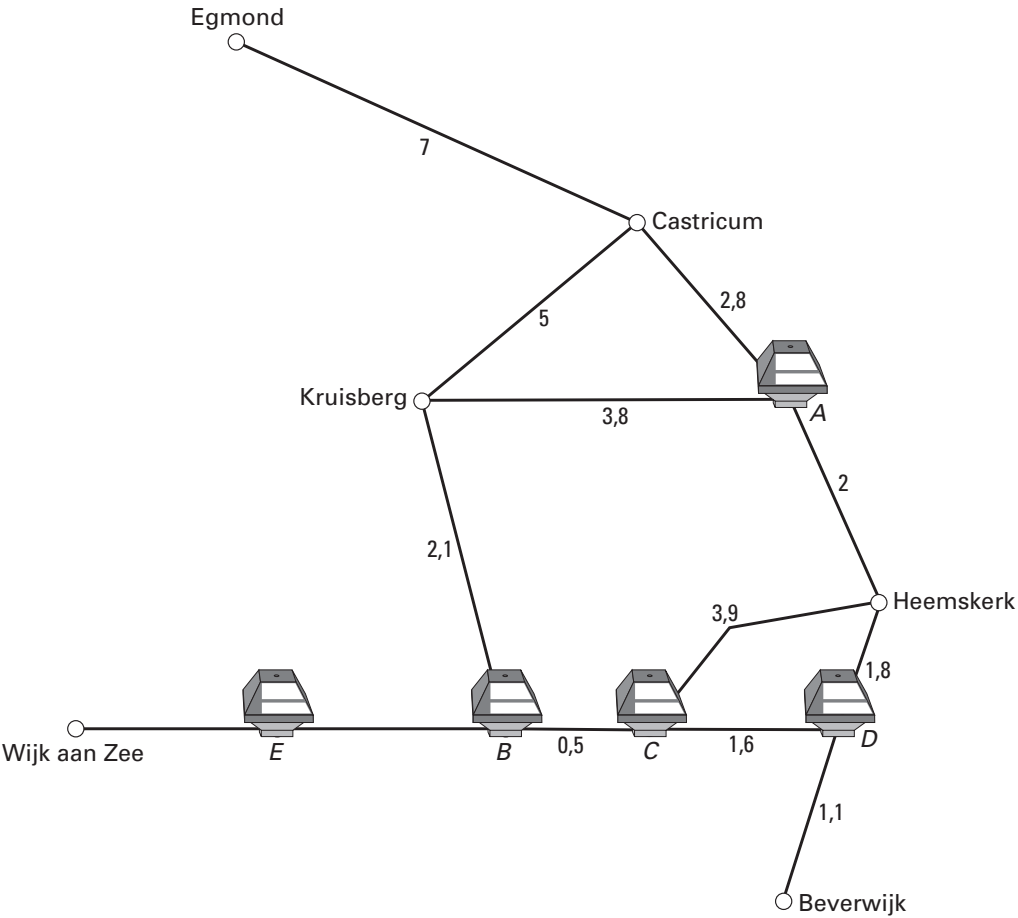 Egmond
7
Castricum
2,8
5
Kruisberg
3,8
A
2
2,1
Heemskerk
3,9
1,8
Wijk aan Zee
E
B
0,5
C
1,6
D
1,1
Beverwijk